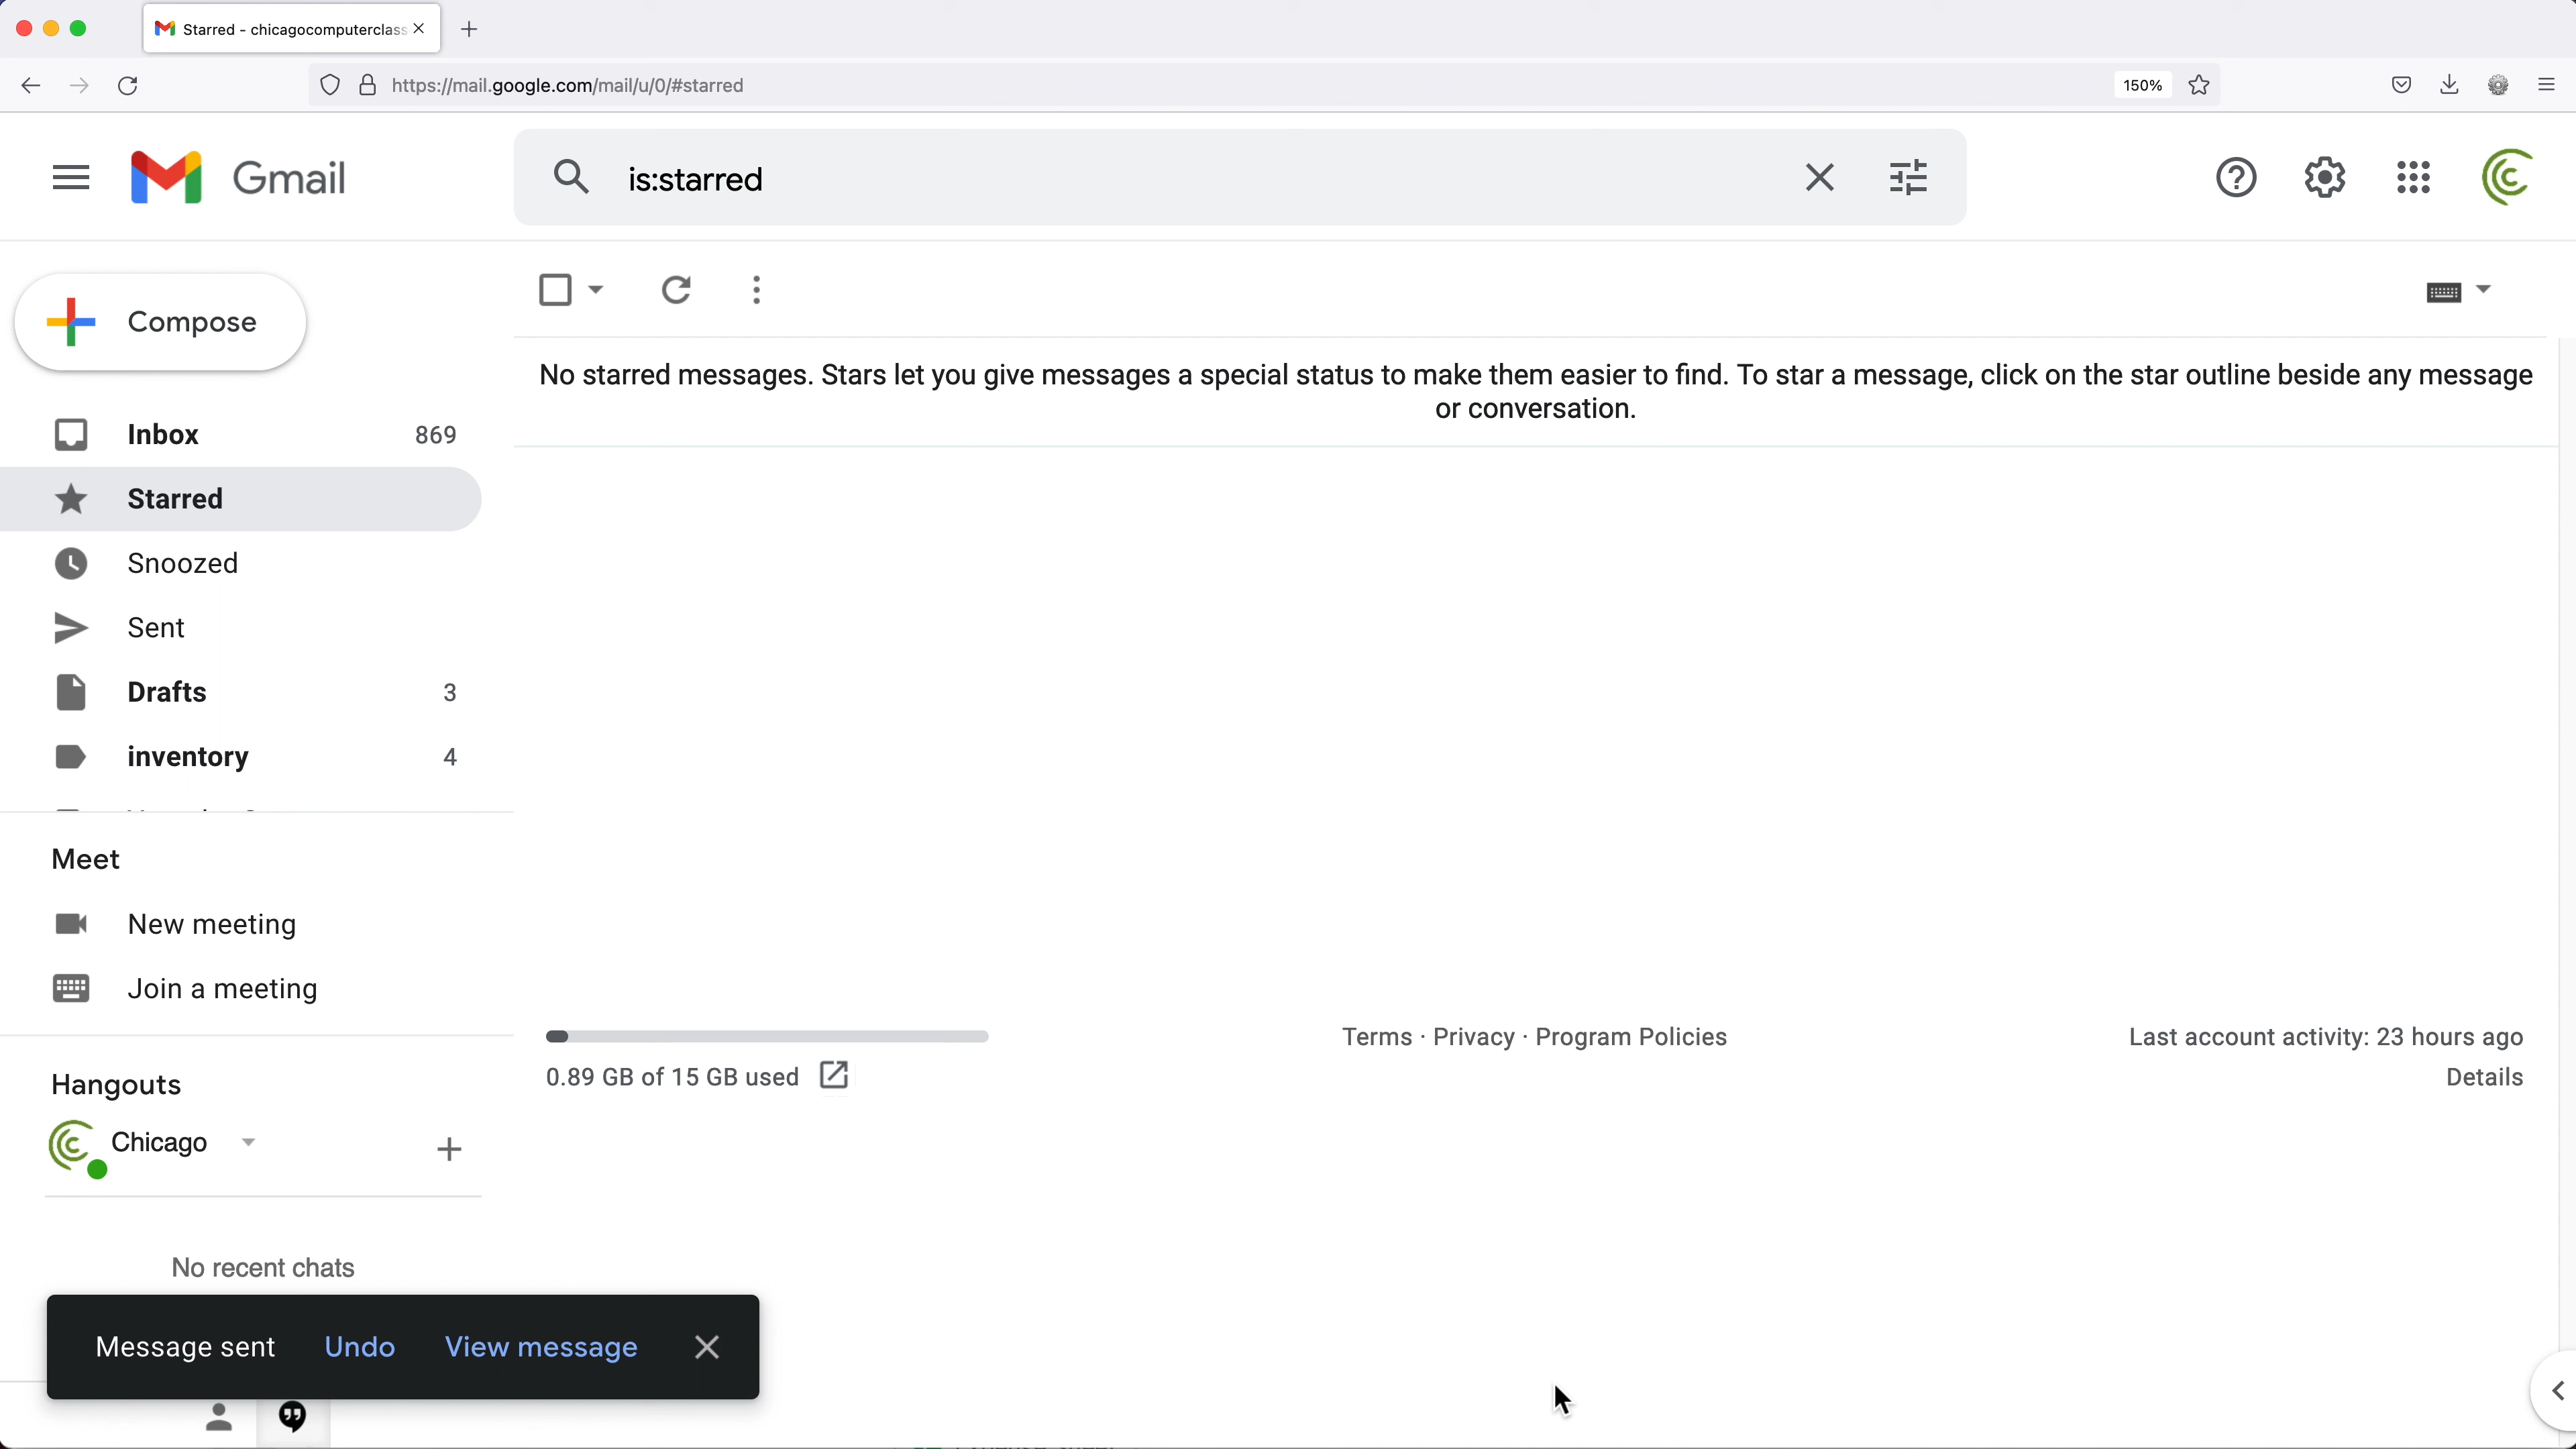 Starred - chicagocomputerclass
https://mail.google.com/mail/u/0/#starred
150%
Gmail
is:starred
Compose
No starred messages. Stars let you give messages a special status to make them easier to find. To star a message, click on the star outline beside any message
or conversation.
Inbox 869
Starred
Snoozed
Sent
Drafts 3
inventory 4
Meet
New meeting
Join a meeting
0.89 GB of 15 GB used
Terms · Privacy · Program Policies
Last account activity: 23 hours ago
Details
Hangouts
Chicago
No recent chats
Message sent Undo View message